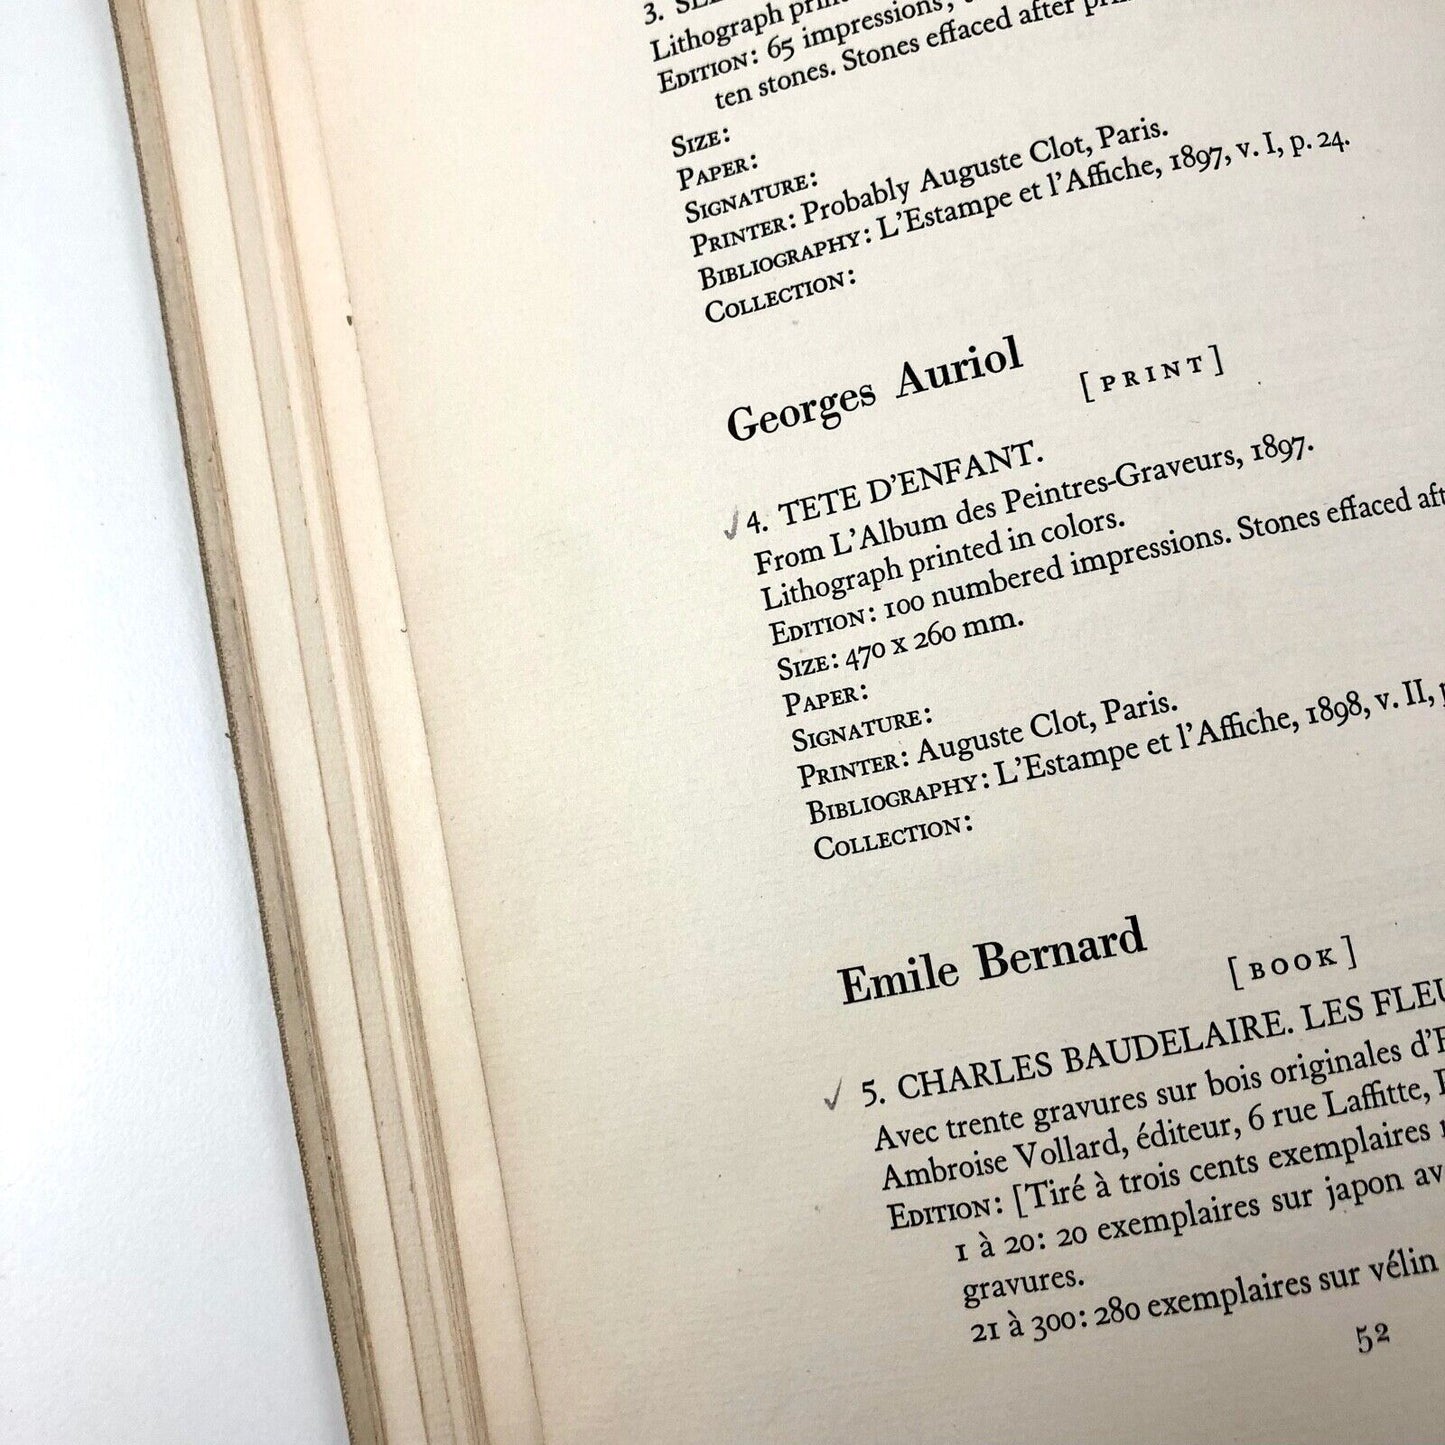 3.
Lithograph
EDITION: 65 impressions,
ten stones. Stones effaced after
SIZE:
PAPER:
SIGNATURE:
PRINTER: Probably Auguste Clot, Paris.
BIBLIOGRAPHY: L'Estampe et l'Affiche, 1897, v. I, p. 24.
COLLECTION:
Georges Auriol
[PRINT]
4. TETE D'ENFANT.
From L'Album des Peintres-Graveurs, 1897.
Lithograph printed in colors.
EDITION: 100 numbered impressions. Stones effaced
SIZE: 470 x 260 mm.
PAPER:
SIGNATURE:
PRINTER: Auguste Clot, Paris.
BIBLIOGRAPHY: L'Estampe et l'Affiche, 1898, v. II,
COLLECTION:
Emile Bernard
[BOOK]
5. CHARLES BAUDELAIRE. LES
Avec trente gravures sur bois originales
Ambroise Vollard, éditeur, 6 rue Laffitte,
EDITION: [Tiré à trois cents exemplaires
1 à 20: 20 exemplaires sur japon
gravures.
21 à 300: 280 exemplaires sur vélin
52